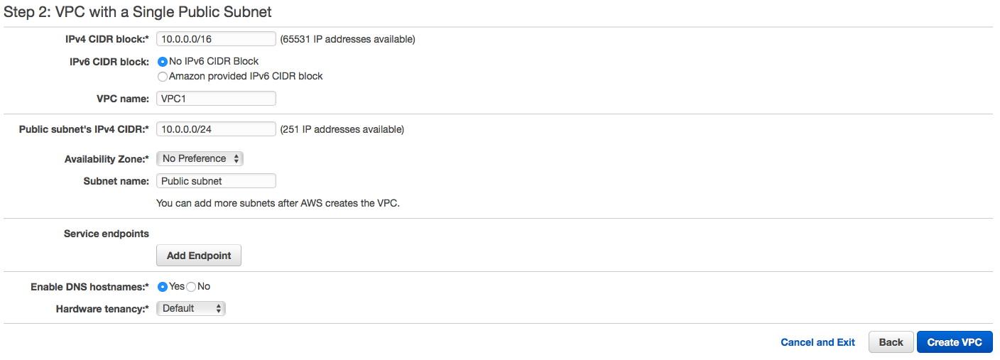 Step 2: VPC with a Single Public Subnet
IPv4 CIDR block:* 10.0.0.0/16 (65531 IP addresses available)
IPv6 CIDR block: No IPv6 CIDR Block
Amazon provided IPv6 CIDR block
VPC name: VPC1
Public subnet's IPv4 CIDR:* 10.0.0.0/24 (251 IP addresses available)
Availability Zone:* No Preference
Subnet name: Public subnet
You can add more subnets after AWS creates the VPC.
Service endpoints
Add Endpoint
Enable DNS hostnames:* Yes No
Hardware tenancy:* Default
Cancel and Exit Back Create VPC